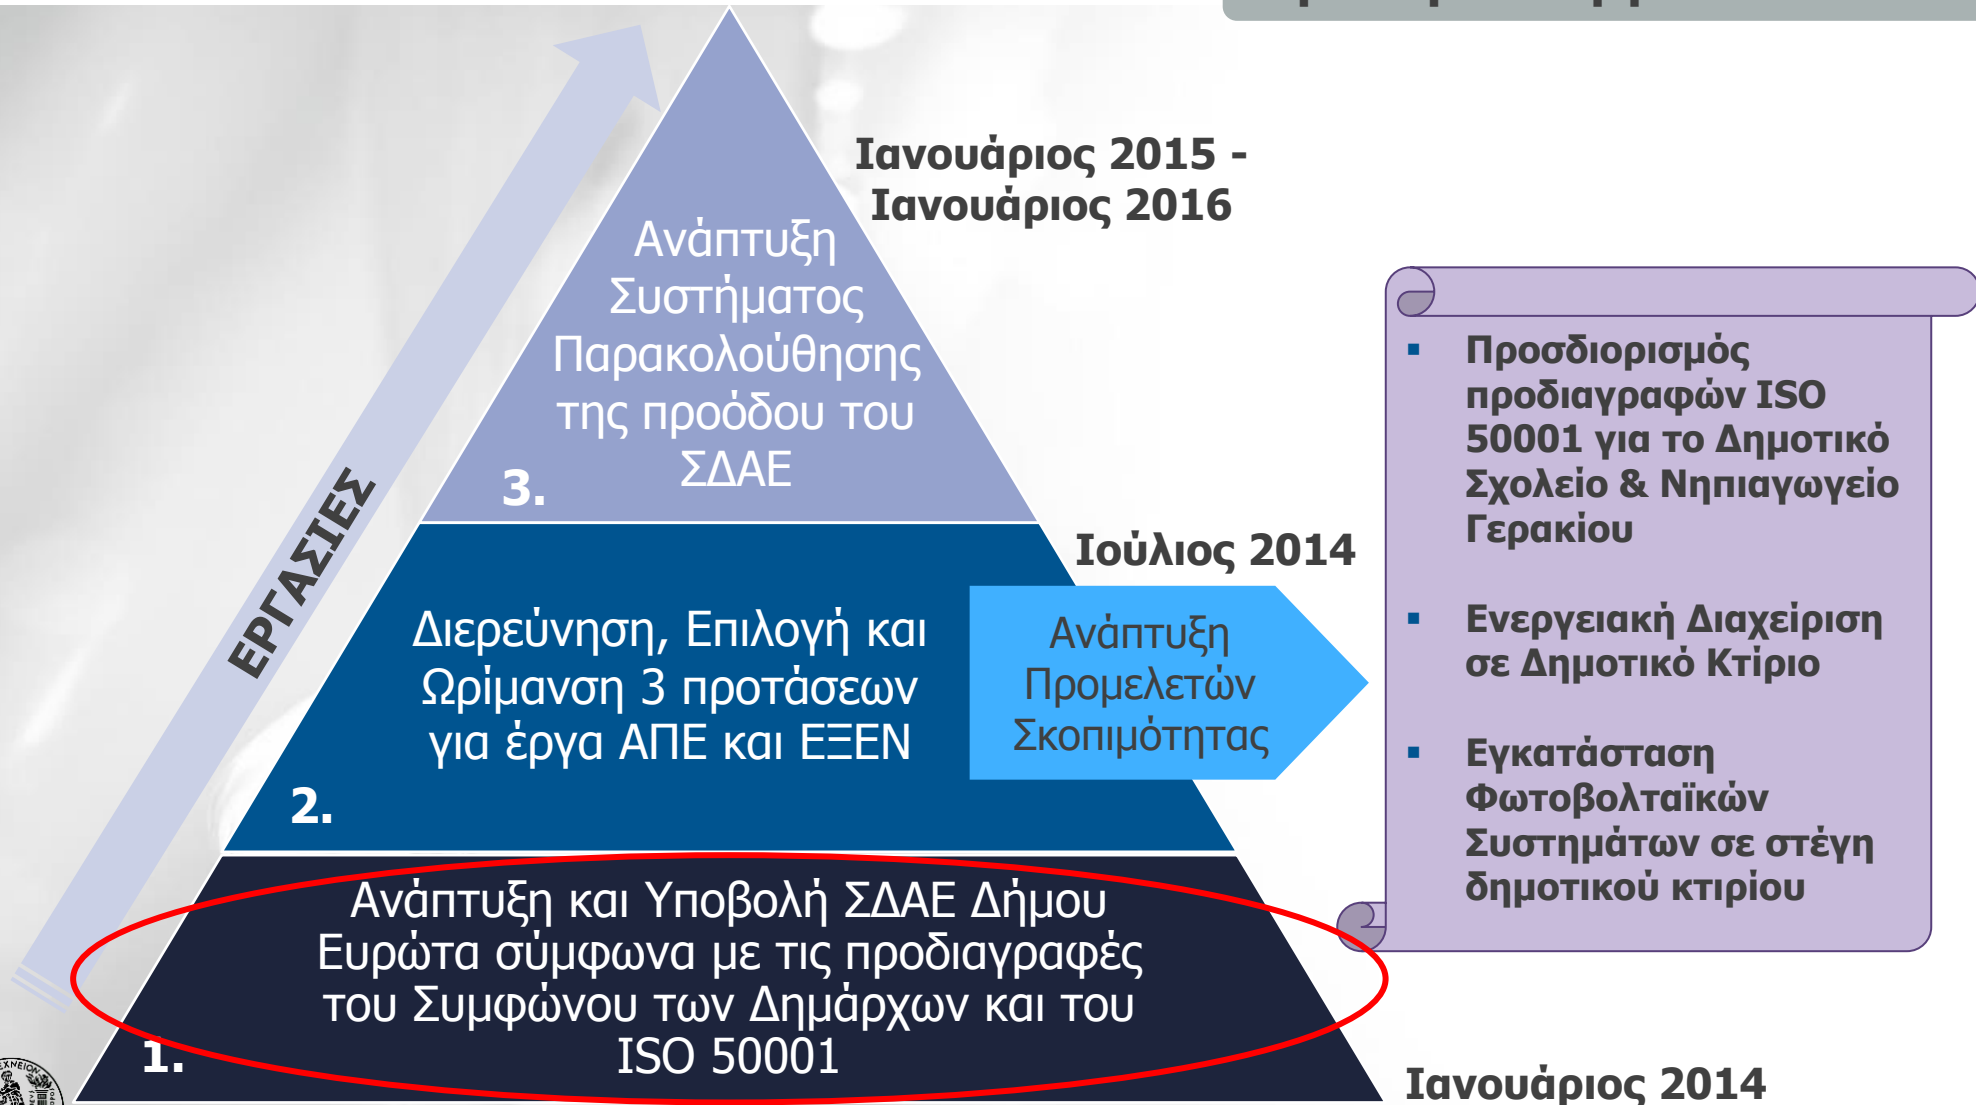 Ιανουάριος 2015 -
Ιανουάριος 2016
Ανάπτυξη
Συστήματος
Παρακολούθησης
της προόδου του
ΣΔΑΕ
3.
ΕΡΓΑΣΙΕΣ
Ιούλιος 2014
Διερεύνηση, Επιλογή και
Ωρίμανση 3 προτάσεων
για έργα ΑΠΕ και ΕΞΕΝ
2.
Ανάπτυξη
Προμελετών
Σκοπιμότητας
▪ Προσδιορισμός
προδιαγραφών ISO
50001 για το Δημοτικό
Σχολείο & Νηπιαγωγείο
Γερακίου
▪ Ενεργειακή Διαχείριση
σε Δημοτικό Κτίριο
▪ Εγκατάσταση
Φωτοβολταϊκών
Συστημάτων σε στέγη
δημοτικού κτιρίου
Ανάπτυξη και Υποβολή ΣΔΑΕ Δήμου
Ευρώτα σύμφωνα με τις προδιαγραφές
του Συμφώνου των Δημάρχων και του
ISO 50001
1.
Ιανουάριος 2014